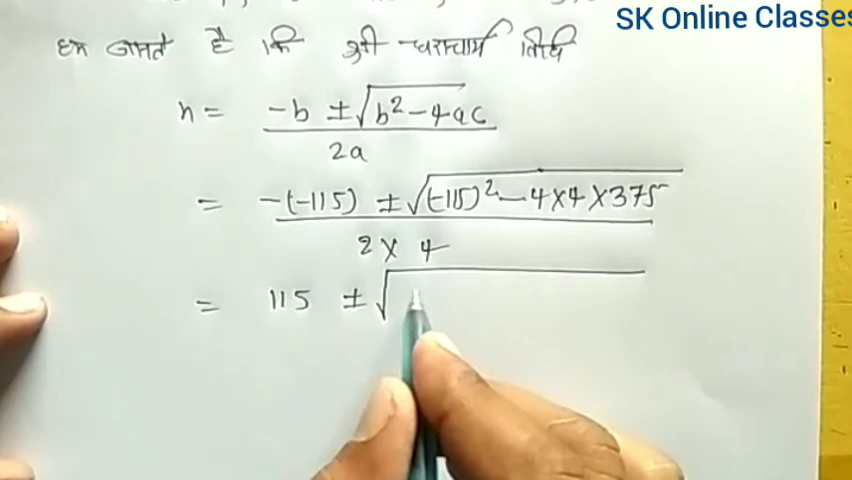 SK Online Classes
हम जानते है कि श्री धराचार्य विधि
n = -b ± √b² - 4ac / 2a
= -(-115) ± √(-115)² - 4×4×375 / 2 × 4
= 115 ± √